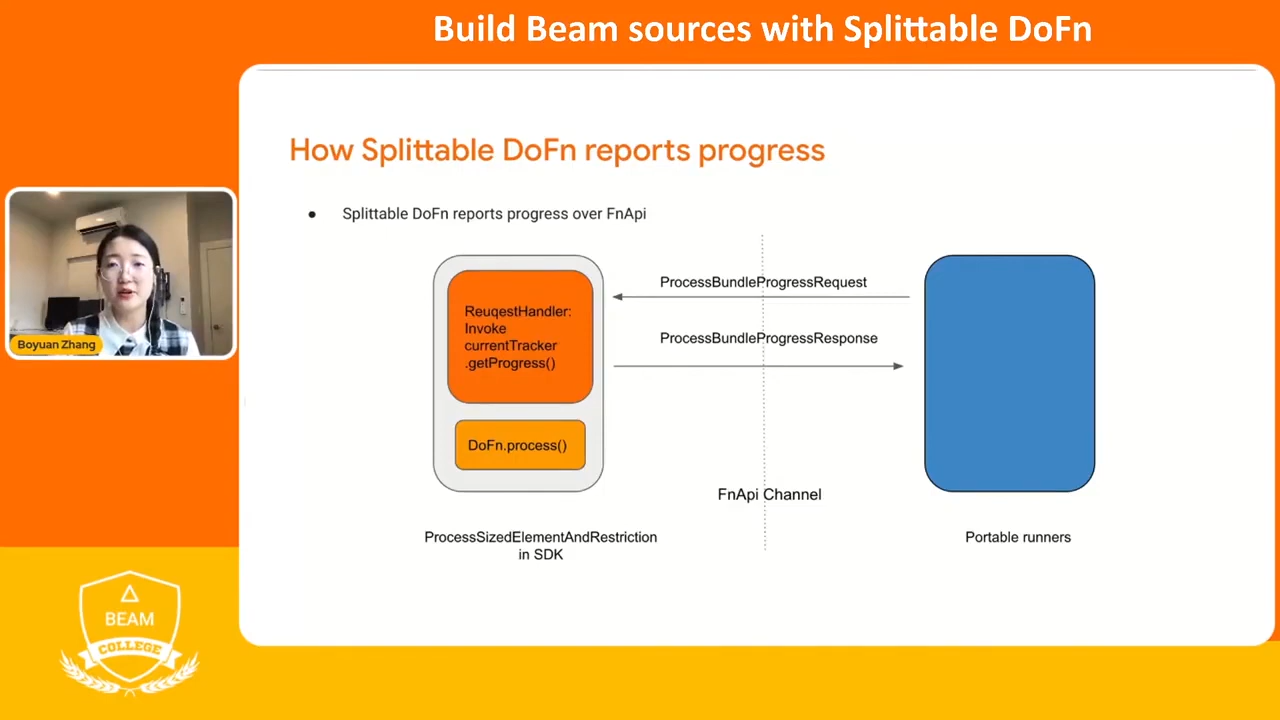 Build Beam sources with Splittable DoFn
How Splittable DoFn reports progress
● Splittable DoFn reports progress over FnApi
ReuqestHandler:
Invoke
currentTracker
.getProgress()
DoFn.process()
ProcessBundleProgressRequest
ProcessBundleProgressResponse
FnApi Channel
ProcessSizedElementAndRestriction
in SDK
Portable runners
Boyuan Zhang
BEAM
COLLEGE